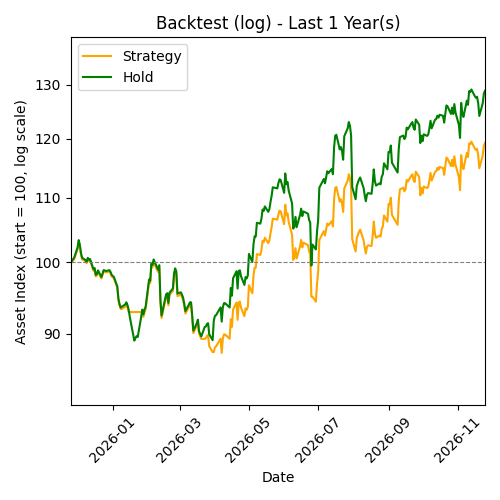 Backtest (log) - Last 1 Year(s)
Strategy
Hold
Asset Index (start = 100, log scale)
130
120
110
100
90
2026-01
2026-03
2026-05
2026-07
2026-09
2026-11
Date